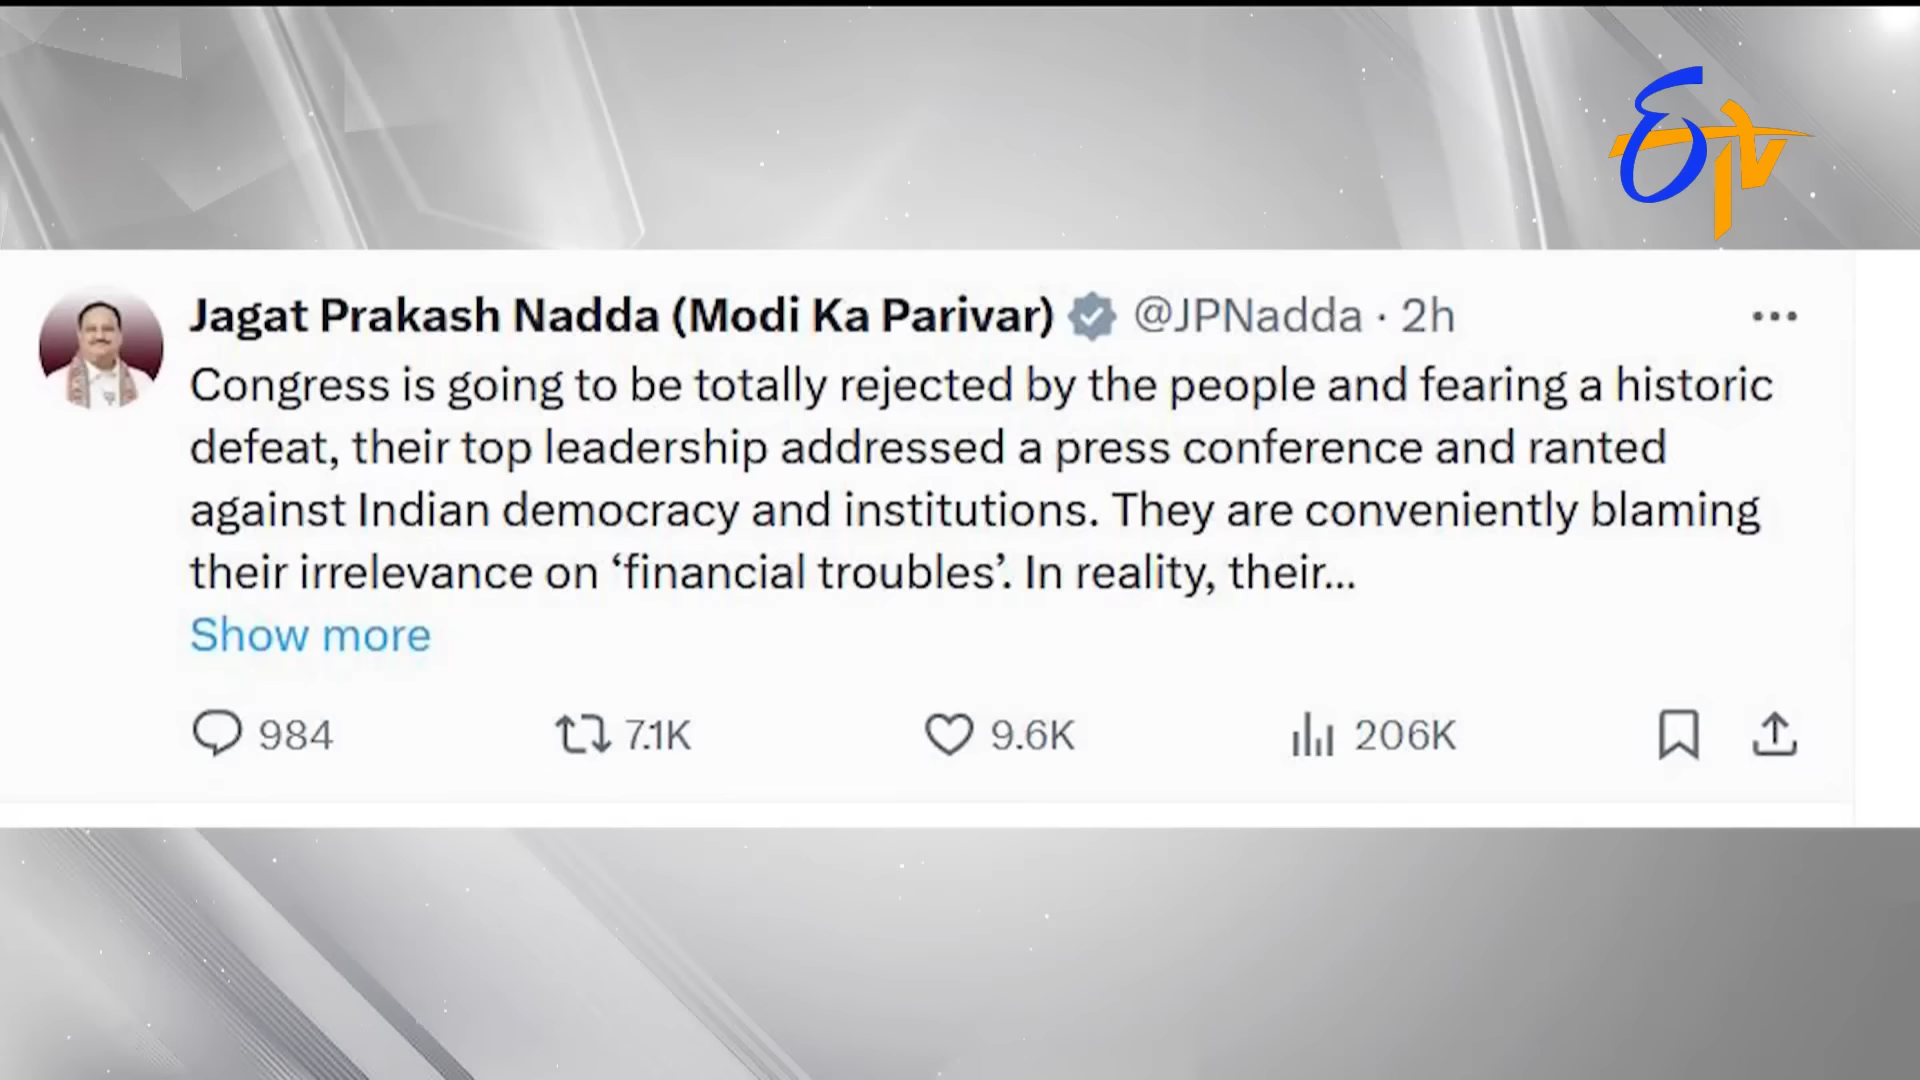 ETV
Jagat Prakash Nadda (Modi Ka Parivar) @JPNadda · 2h
Congress is going to be totally rejected by the people and fearing a historic
defeat, their top leadership addressed a press conference and ranted
against Indian democracy and institutions. They are conveniently blaming
their irrelevance on ‘financial troubles’. In reality, their...
Show more
984 7.1K 9.6K 206K